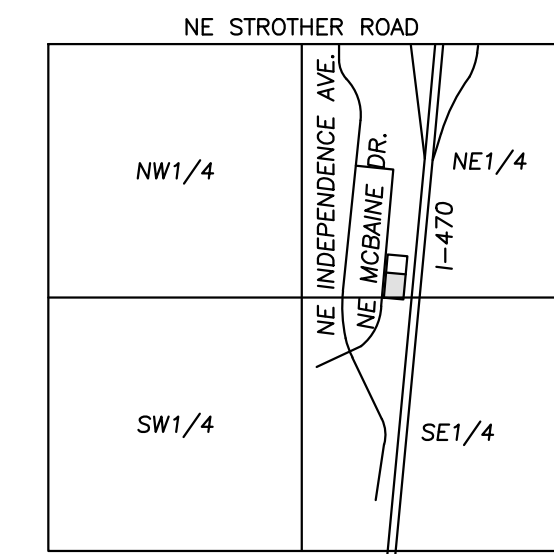 NE STROTHER ROAD
NE INDEPENDENCE AVE.
NE MCBAINE DR.
NW1/4
NE1/4
I-470
SW1/4
SE1/4